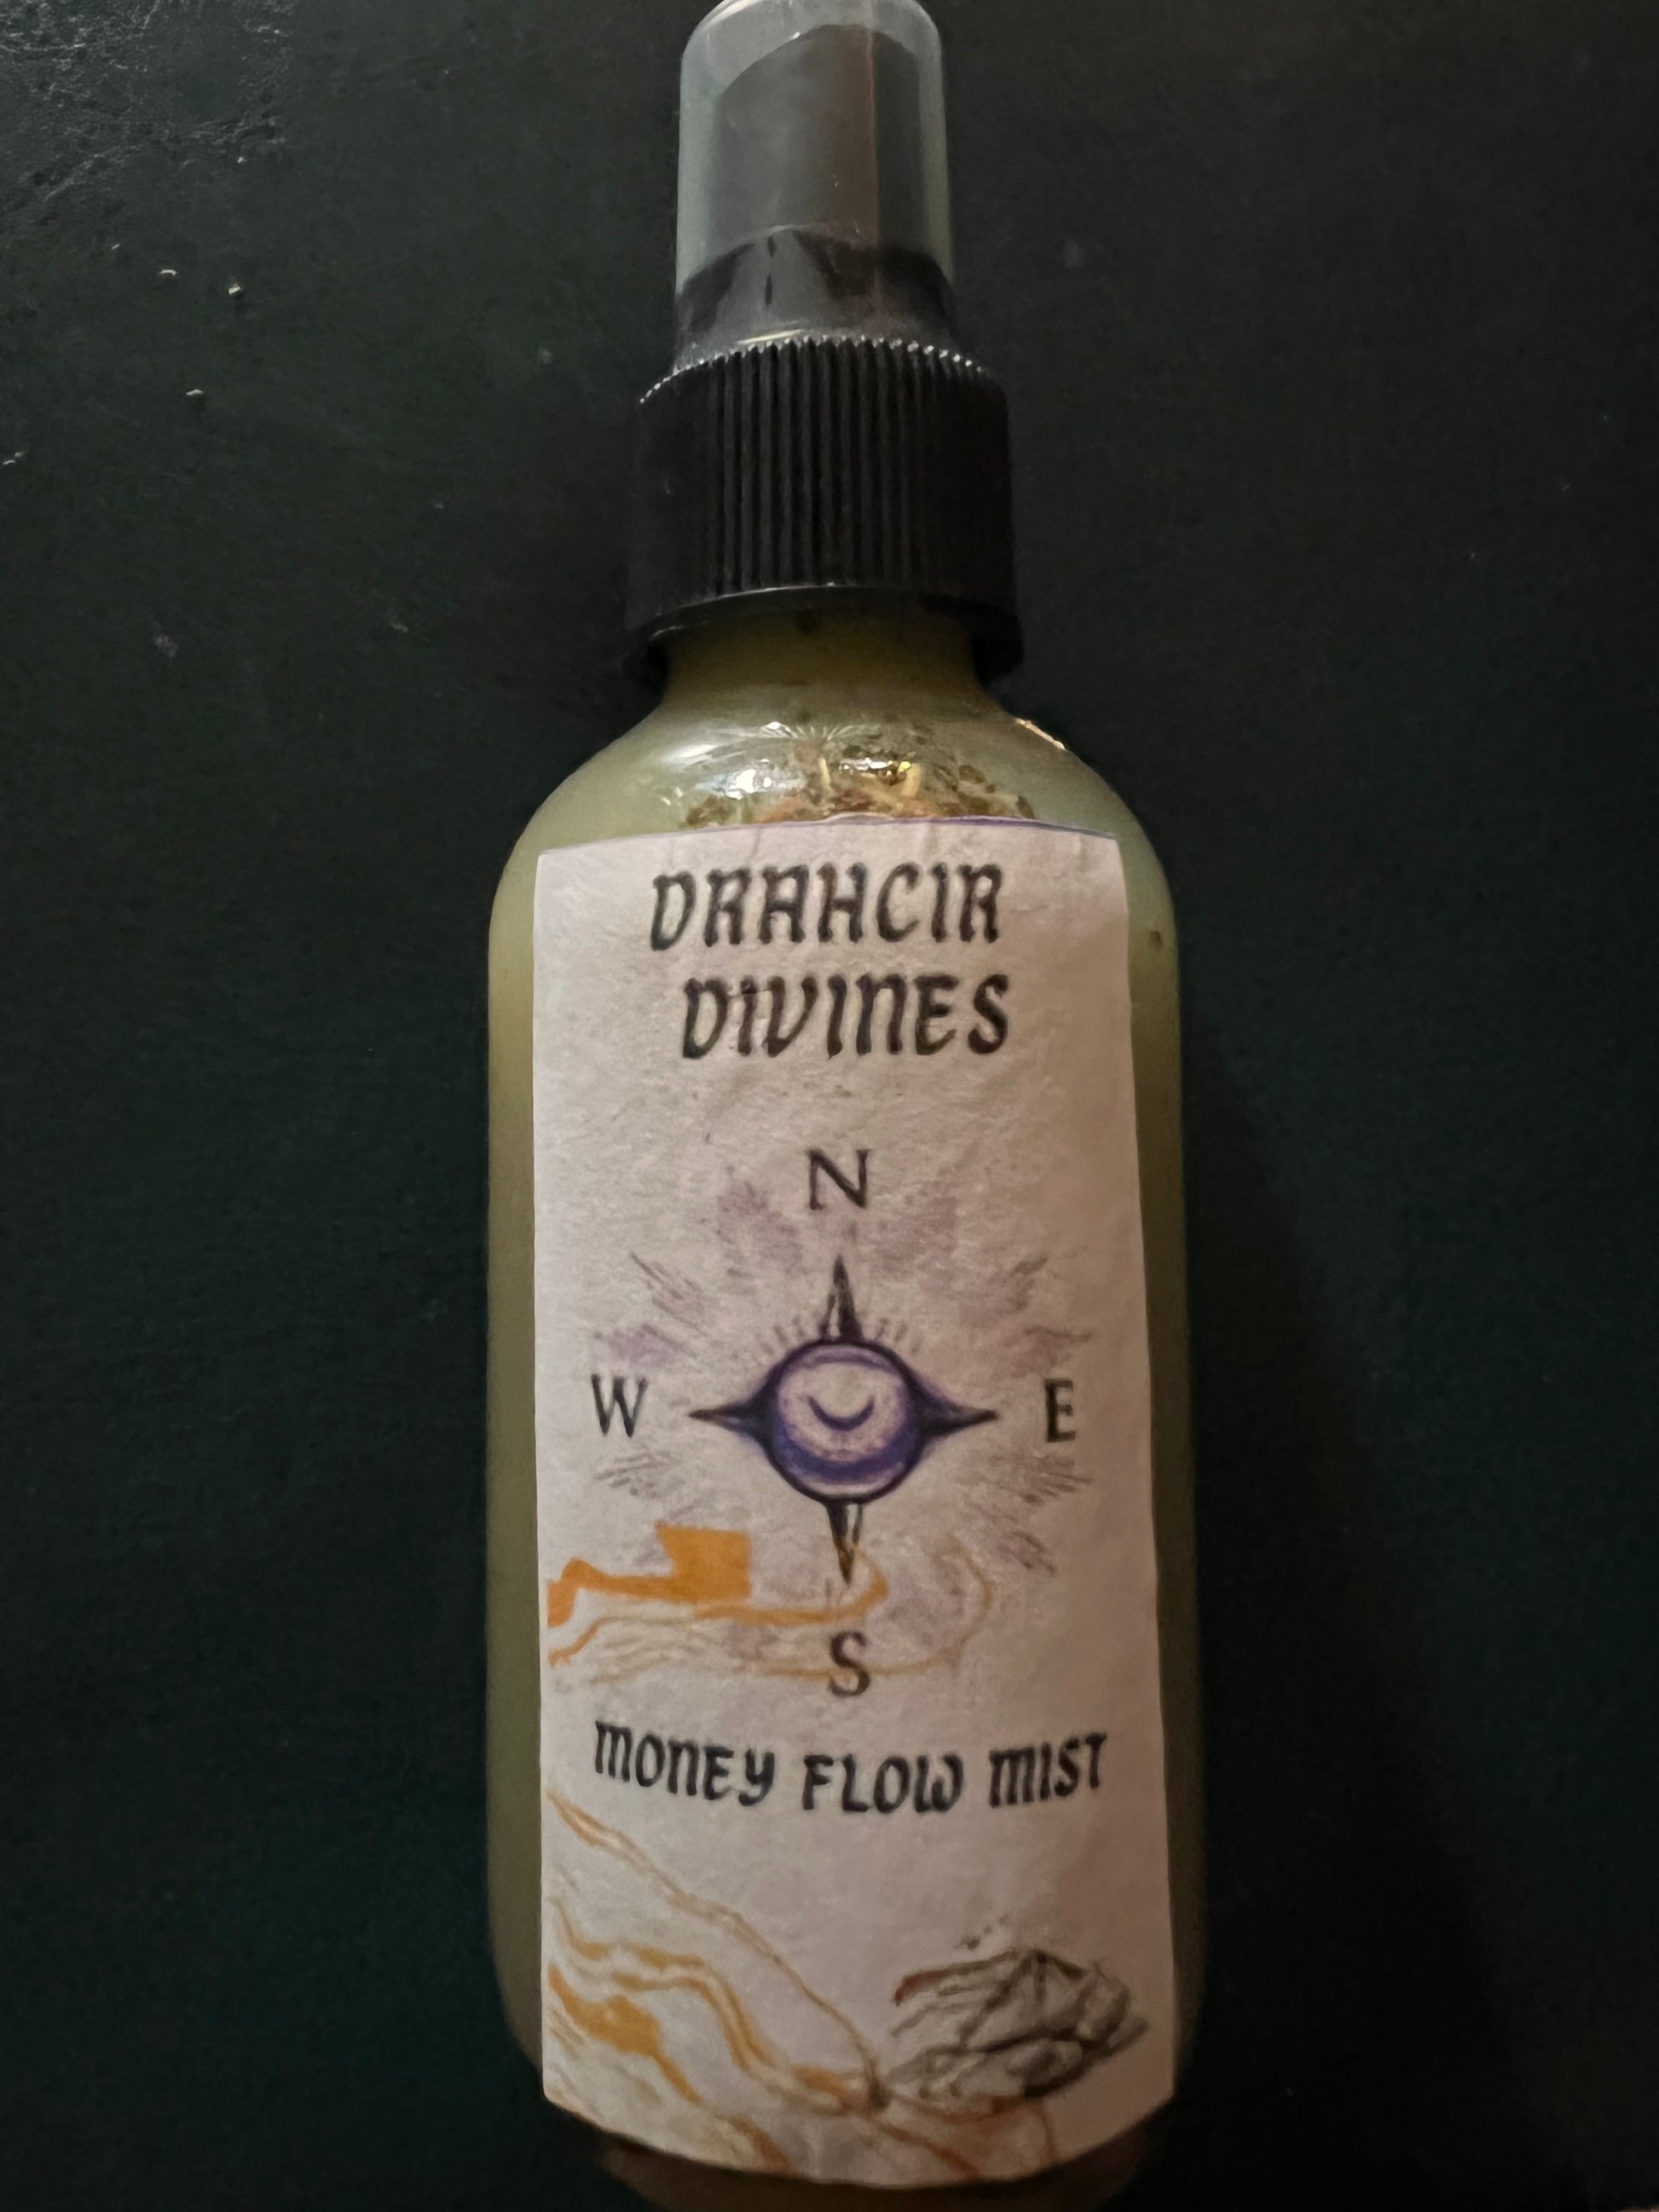 DRAHCIR
DIVINES
N
W E
S
MONEY FLOW MIST